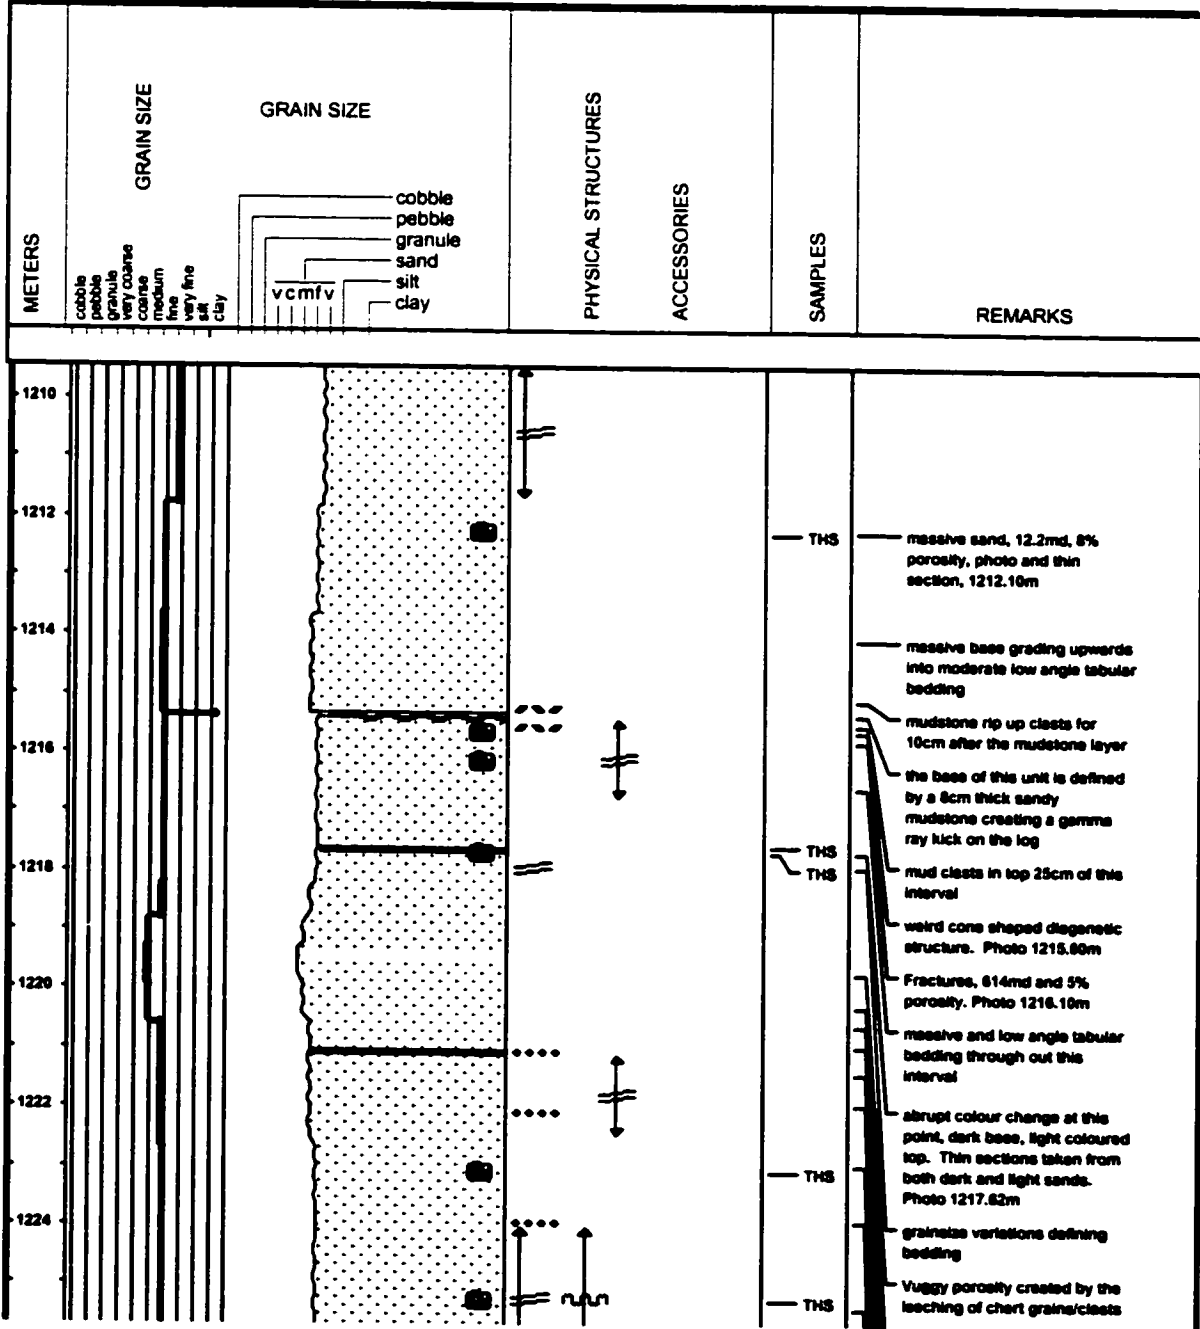 METERS
GRAIN SIZE
cobble
pebble
granule
very coarse
coarse
medium
fine
very fine
silt
clay
GRAIN SIZE
cobble
pebble
granule
sand
silt
clay
v c m f v
PHYSICAL STRUCTURES
ACCESSORIES
SAMPLES
REMARKS
1210
1212
1214
1216
1218
1220
1222
1224
THS
THS
THS
THS
THS
massive sand, 12.2md, 8%
porosity, photo and thin
section, 1212.10m
massive base grading upwards
into moderate low angle tabular
bedding
mudstone rip up clasts for
10cm after the mudstone layer
the base of this unit is defined
by a 8cm thick sandy
mudstone creating a gamma
ray kick on the log
mud clasts in top 25cm of this
interval
weird cone shaped diagenetic
structure. Photo 1215.60m
Fractures, 614md and 5%
porosity. Photo 1216.10m
massive and low angle tabular
bedding through out this
interval
abrupt colour change at this
point, dark base, light coloured
top. Thin sections taken from
both dark and light sands.
Photo 1217.62m
grainsize variations defining
bedding
Vuggy porosity created by the
leeching of chert grains/clasts